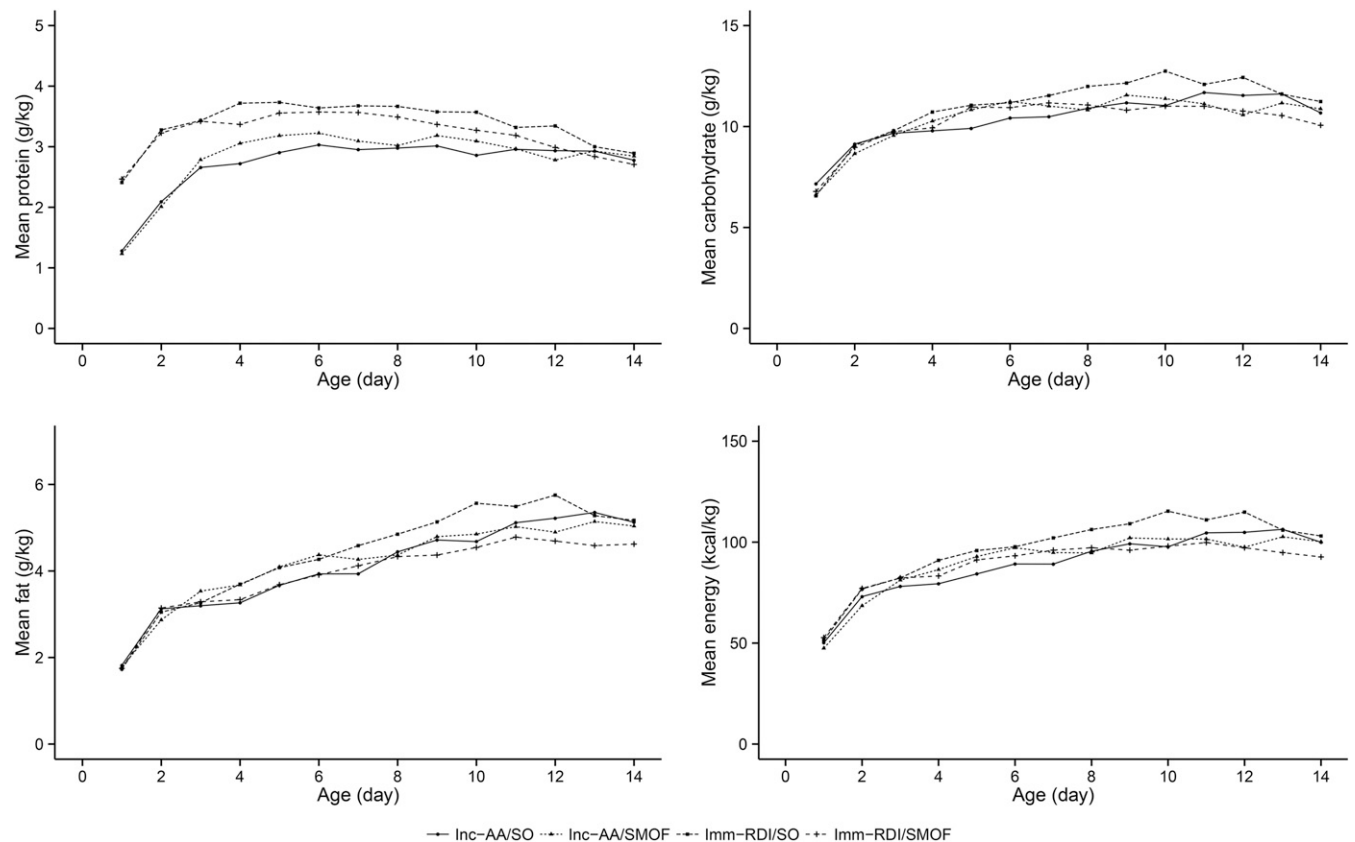 Mean protein (g/kg)
5
4
3
2
1
0
0 2 4 6 8 10 12 14
Age (day)
Mean carbohydrate (g/kg)
15
10
5
0
0 2 4 6 8 10 12 14
Age (day)
Mean fat (g/kg)
6
4
2
0
0 2 4 6 8 10 12 14
Age (day)
Mean energy (kcal/kg)
150
100
50
0
0 2 4 6 8 10 12 14
Age (day)
Inc−AA/SO Inc−AA/SMOF Imm−RDI/SO Imm−RDI/SMOF